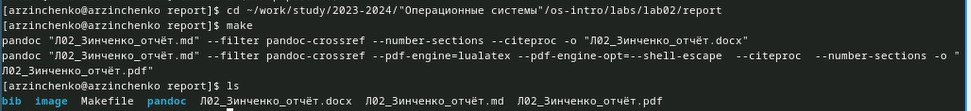 [arzinchenko@arzinchenko report]$ cd ~/work/study/2023-2024/"Операционные системы"/os-intro/labs/lab02/report
[arzinchenko@arzinchenko report]$ make
pandoc "Л02_Зинченко_отчёт.md" --filter pandoc-crossref --number-sections --citeproc -o "Л02_Зинченко_отчёт.docx"
pandoc "Л02_Зинченко_отчёт.md" --filter pandoc-crossref --pdf-engine=lualatex --pdf-engine-opt=--shell-escape  --citeproc  --number-sections -o "
Л02_Зинченко_отчёт.pdf"
[arzinchenko@arzinchenko report]$ ls
bib  image  Makefile  pandoc  Л02_Зинченко_отчёт.docx  Л02_Зинченко_отчёт.md  Л02_Зинченко_отчёт.pdf